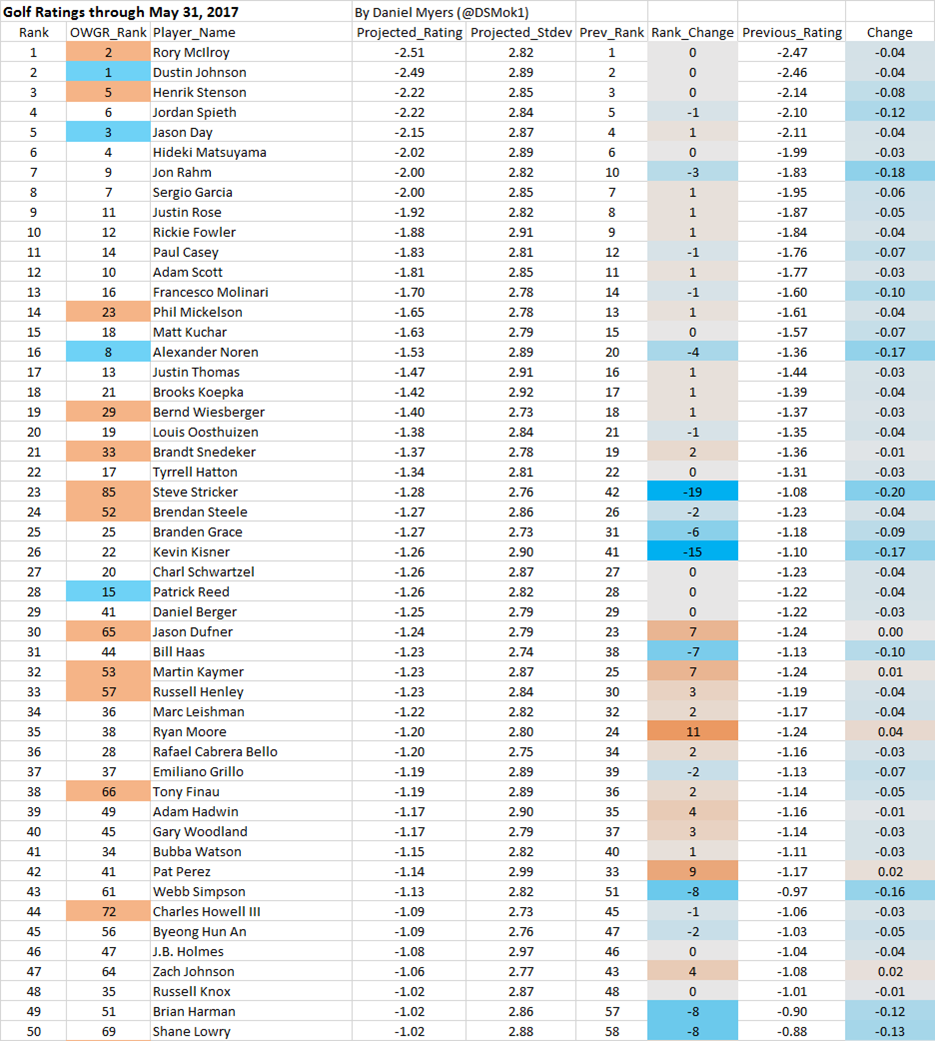 Golf Ratings through May 31, 2017 By Daniel Myers (@DSMok1)
Rank OWGR_Rank Player_Name Projected_Rating Projected_Stdev Prev_Rank Rank_Change Previous_Rating Change
1 2 Rory McIlroy -2.51 2.82 1 0 -2.47 -0.04
2 1 Dustin Johnson -2.49 2.89 2 0 -2.46 -0.04
3 5 Henrik Stenson -2.22 2.85 3 0 -2.14 -0.08
4 6 Jordan Spieth -2.22 2.84 5 -1 -2.10 -0.12
5 3 Jason Day -2.15 2.87 4 1 -2.11 -0.04
6 4 Hideki Matsuyama -2.02 2.89 6 0 -1.99 -0.03
7 9 Jon Rahm -2.00 2.82 10 -3 -1.83 -0.18
8 7 Sergio Garcia -2.00 2.85 7 1 -1.95 -0.06
9 11 Justin Rose -1.92 2.82 8 1 -1.87 -0.05
10 12 Rickie Fowler -1.88 2.91 9 1 -1.84 -0.04
11 14 Paul Casey -1.83 2.81 12 -1 -1.76 -0.07
12 10 Adam Scott -1.81 2.85 11 1 -1.77 -0.03
13 16 Francesco Molinari -1.70 2.78 14 -1 -1.60 -0.10
14 23 Phil Mickelson -1.65 2.78 13 1 -1.61 -0.04
15 18 Matt Kuchar -1.63 2.79 15 0 -1.57 -0.07
16 8 Alexander Noren -1.53 2.89 20 -4 -1.36 -0.17
17 13 Justin Thomas -1.47 2.91 16 1 -1.44 -0.03
18 21 Brooks Koepka -1.42 2.92 17 1 -1.39 -0.04
19 29 Bernd Wiesberger -1.40 2.73 18 1 -1.37 -0.03
20 19 Louis Oosthuizen -1.38 2.84 21 -1 -1.35 -0.04
21 33 Brandt Snedeker -1.37 2.78 19 2 -1.36 -0.01
22 17 Tyrrell Hatton -1.34 2.81 22 0 -1.31 -0.03
23 85 Steve Stricker -1.28 2.76 42 -19 -1.08 -0.20
24 52 Brendan Steele -1.27 2.86 26 -2 -1.23 -0.04
25 25 Branden Grace -1.27 2.73 31 -6 -1.18 -0.09
26 22 Kevin Kisner -1.26 2.90 41 -15 -1.10 -0.17
27 20 Charl Schwartzel -1.26 2.87 27 0 -1.23 -0.04
28 15 Patrick Reed -1.26 2.82 28 0 -1.22 -0.04
29 41 Daniel Berger -1.25 2.79 29 0 -1.22 -0.03
30 65 Jason Dufner -1.24 2.79 23 7 -1.24 0.00
31 44 Bill Haas -1.23 2.74 38 -7 -1.13 -0.10
32 53 Martin Kaymer -1.23 2.87 25 7 -1.24 0.01
33 57 Russell Henley -1.23 2.84 30 3 -1.19 -0.04
34 36 Marc Leishman -1.22 2.82 32 2 -1.17 -0.04
35 38 Ryan Moore -1.20 2.80 24 11 -1.24 0.04
36 28 Rafael Cabrera Bello -1.20 2.75 34 2 -1.16 -0.03
37 37 Emiliano Grillo -1.19 2.89 39 -2 -1.13 -0.07
38 66 Tony Finau -1.19 2.89 36 2 -1.14 -0.05
39 49 Adam Hadwin -1.17 2.90 35 4 -1.16 -0.01
40 45 Gary Woodland -1.17 2.79 37 3 -1.14 -0.03
41 34 Bubba Watson -1.15 2.82 40 1 -1.11 -0.03
42 41 Pat Perez -1.14 2.99 33 9 -1.17 0.02
43 61 Webb Simpson -1.13 2.82 51 -8 -0.97 -0.16
44 72 Charles Howell III -1.09 2.73 45 -1 -1.06 -0.03
45 56 Byeong Hun An -1.09 2.76 47 -2 -1.03 -0.05
46 47 J.B. Holmes -1.08 2.97 46 0 -1.04 -0.04
47 64 Zach Johnson -1.06 2.77 43 4 -1.08 0.02
48 35 Russell Knox -1.02 2.87 48 0 -1.01 -0.01
49 51 Brian Harman -1.02 2.86 57 -8 -0.90 -0.12
50 69 Shane Lowry -1.02 2.88 58 -8 -0.88 -0.13